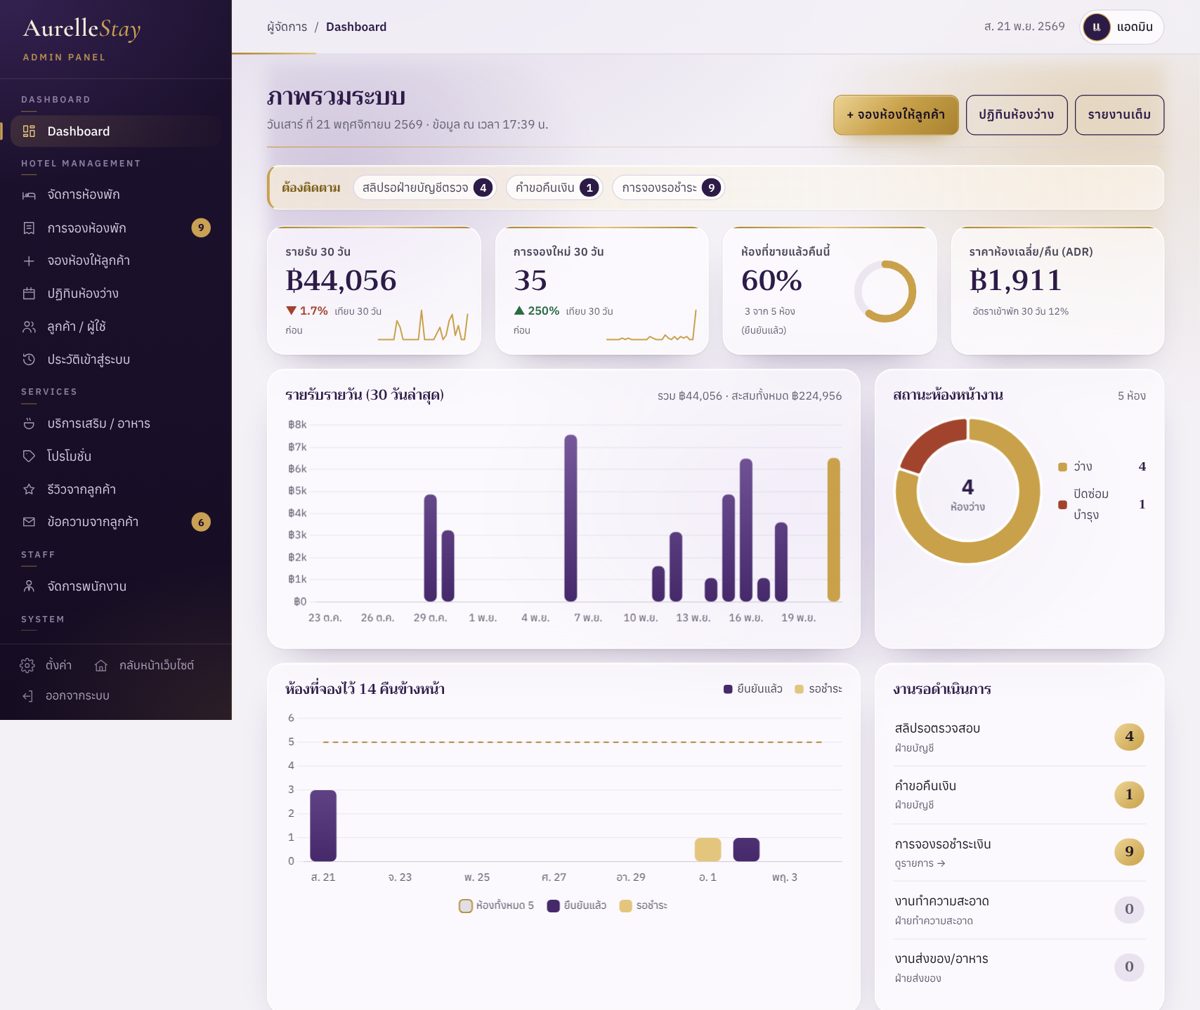 AurelleStay
ADMIN PANEL
DASHBOARD
Dashboard
HOTEL MANAGEMENT
จัดการห้องพัก
การจองห้องพัก 9
จองห้องให้ลูกค้า
ปฏิทินห้องว่าง
ลูกค้า / ผู้ใช้
ประวัติเข้าสู่ระบบ
SERVICES
บริการเสริม / อาหาร
โปรโมชั่น
รีวิวจากลูกค้า
ข้อความจากลูกค้า 6
STAFF
จัดการพนักงาน
SYSTEM
ตั้งค่า กลับหน้าเว็บไซต์
ออกจากระบบ
ผู้จัดการ / Dashboard
ส. 21 พ.ย. 2569 แ แอดมิน
ภาพรวมระบบ
วันเสาร์ ที่ 21 พฤศจิกายน 2569 · ข้อมูล ณ เวลา 17:39 น.
+ จองห้องให้ลูกค้า ปฏิทินห้องว่าง รายงานเต็ม
ต้องติดตาม สลิปรอฝ่ายบัญชีตรวจ 4 คำขอคืนเงิน 1 การจองรอชำระ 9
รายรับ 30 วัน
฿44,056
▼ 1.7% เทียบ 30 วัน
ก่อน
การจองใหม่ 30 วัน
35
▲ 250% เทียบ 30 วัน
ก่อน
ห้องที่ขายแล้วคืนนี้
60%
3 จาก 5 ห้อง
(ยืนยันแล้ว)
ราคาห้องเฉลี่ย/คืน (ADR)
฿1,911
อัตราเข้าพัก 30 วัน 12%
รายรับรายวัน (30 วันล่าสุด) รวม ฿44,056 · สะสมทั้งหมด ฿224,956
฿8k
฿7k
฿6k
฿5k
฿4k
฿3k
฿2k
฿1k
฿0
23 ต.ค. 26 ต.ค. 29 ต.ค. 1 พ.ย. 4 พ.ย. 7 พ.ย. 10 พ.ย. 13 พ.ย. 16 พ.ย. 19 พ.ย.
สถานะห้องหน้างาน 5 ห้อง
4
ห้องว่าง
ว่าง 4
ปิดซ่อม
บำรุง 1
ห้องที่จองไว้ 14 คืนข้างหน้า ยืนยันแล้ว รอชำระ
6
5
4
3
2
1
0
ส. 21 จ. 23 พ. 25 ศ. 27 อา. 29 อ. 1 พฤ. 3
ห้องทั้งหมด 5 ยืนยันแล้ว รอชำระ
งานรอดำเนินการ
สลิปรอตรวจสอบ
ฝ่ายบัญชี
4
คำขอคืนเงิน
ฝ่ายบัญชี
1
การจองรอชำระเงิน
ดูรายการ →
9
งานทำความสะอาด
ฝ่ายทำความสะอาด
0
งานส่งของ/อาหาร
ฝ่ายส่งของ
0